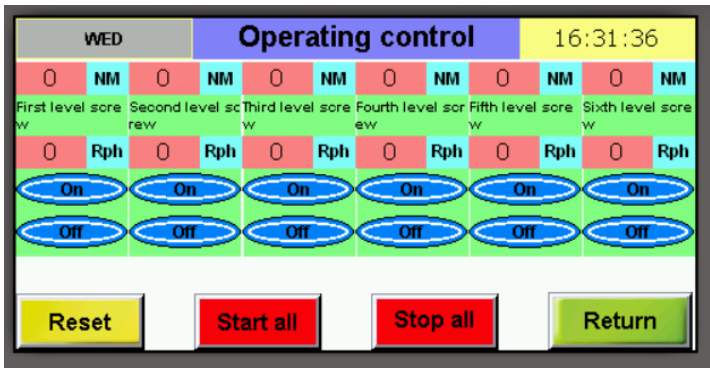 WED Operating control 16:31:36
0 NM 0 NM 0 NM 0 NM 0 NM 0 NM
First level scre Second level sc Third level scre Fourth level scr Fifth level scre Sixth level scre
w rew w ew w w
0 Rph 0 Rph 0 Rph 0 Rph 0 Rph 0 Rph
On On On On On On
Off Off Off Off Off Off
Reset Start all Stop all Return